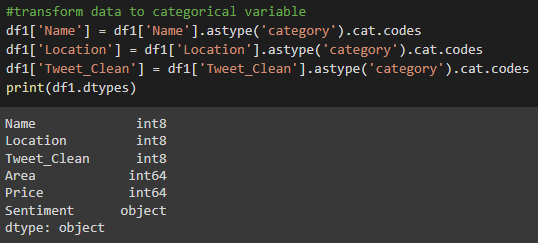 #transform data to categorical variable
df1['Name'] = df1['Name'].astype('category').cat.codes
df1['Location'] = df1['Location'].astype('category').cat.codes
df1['Tweet_Clean'] = df1['Tweet_Clean'].astype('category').cat.codes
print(df1.dtypes)
Name int8
Location int8
Tweet_Clean int8
Area int64
Price int64
Sentiment object
dtype: object